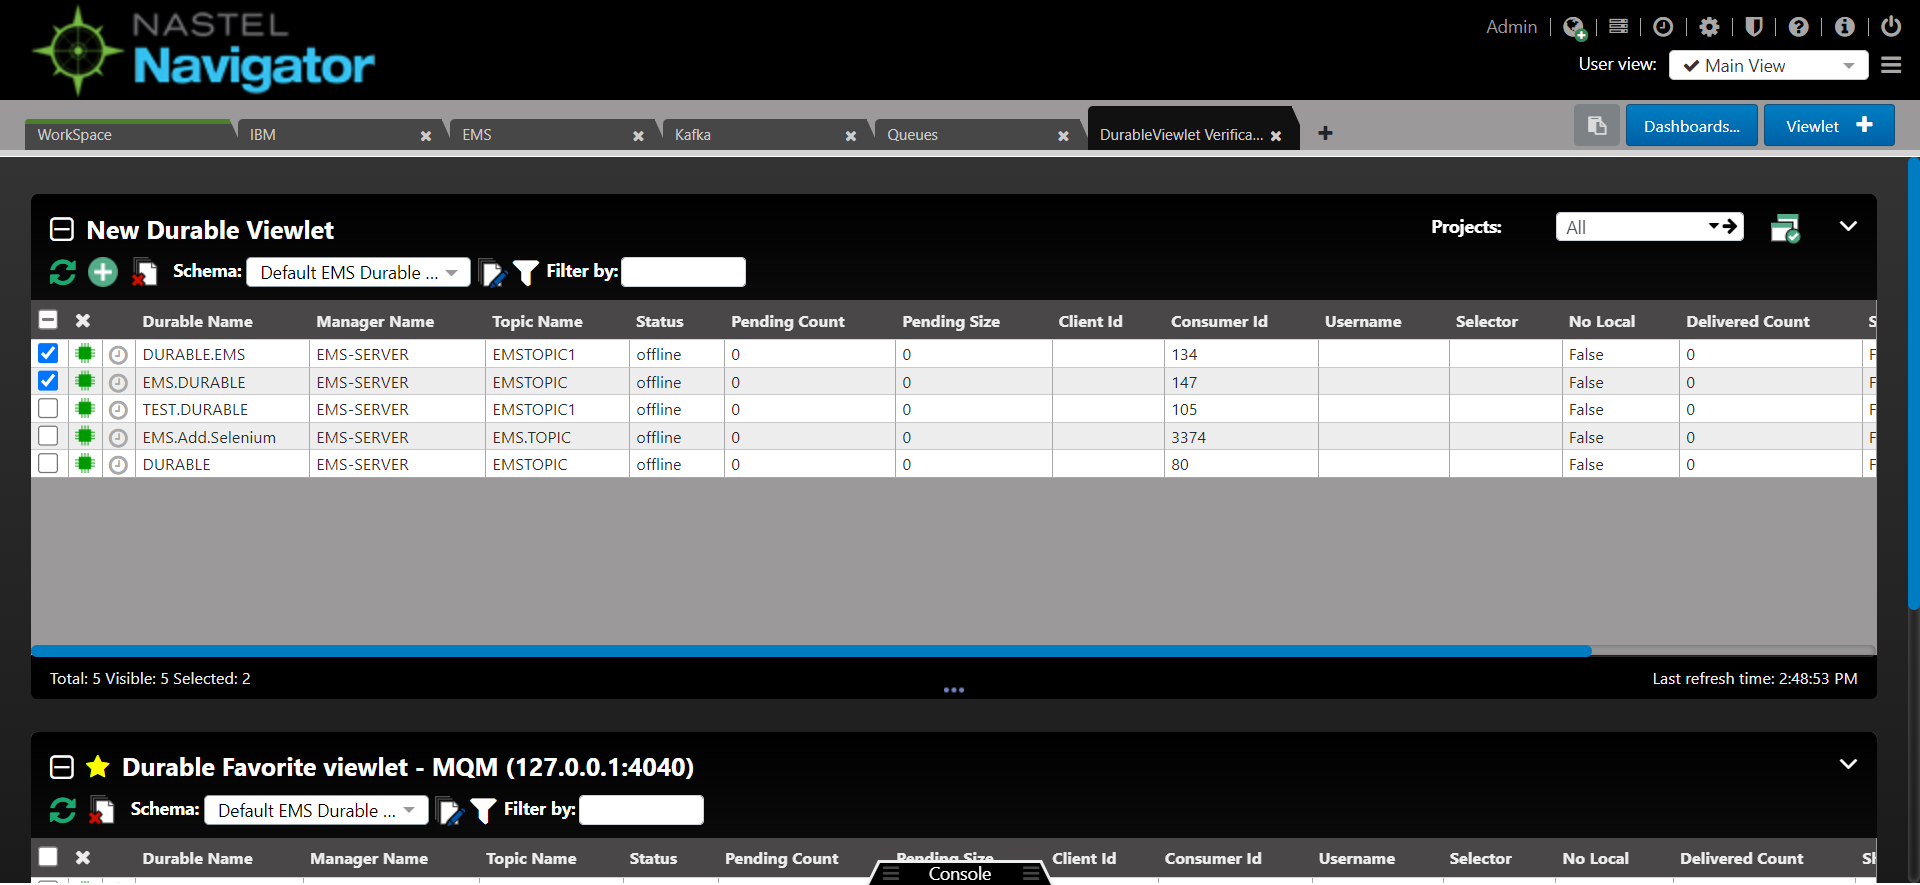 NASTEL
Navigator
Admin
User view: Main View
WorkSpace IBM EMS Kafka Queues DurableViewlet Verifica... Dashboards... Viewlet
New Durable Viewlet Projects: All
Schema: Default EMS Durable ... Filter by:
Durable Name Manager Name Topic Name Status Pending Count Pending Size Client Id Consumer Id Username Selector No Local Delivered Count S
DURABLE.EMS EMS-SERVER EMSTOPIC1 offline 0 0 134 False 0 F
EMS.DURABLE EMS-SERVER EMSTOPIC offline 0 0 147 False 0 F
TEST.DURABLE EMS-SERVER EMSTOPIC1 offline 0 0 105 False 0 F
EMS.Add.Selenium EMS-SERVER EMS.TOPIC offline 0 0 3374 False 0 F
DURABLE EMS-SERVER EMSTOPIC offline 0 0 80 False 0 F
Total: 5 Visible: 5 Selected: 2 Last refresh time: 2:48:53 PM
Durable Favorite viewlet - MQM (127.0.0.1:4040)
Schema: Default EMS Durable ... Filter by:
Durable Name Manager Name Topic Name Status Pending Count Pending Size Client Id Consumer Id Username Selector No Local Delivered Count Sh
Console